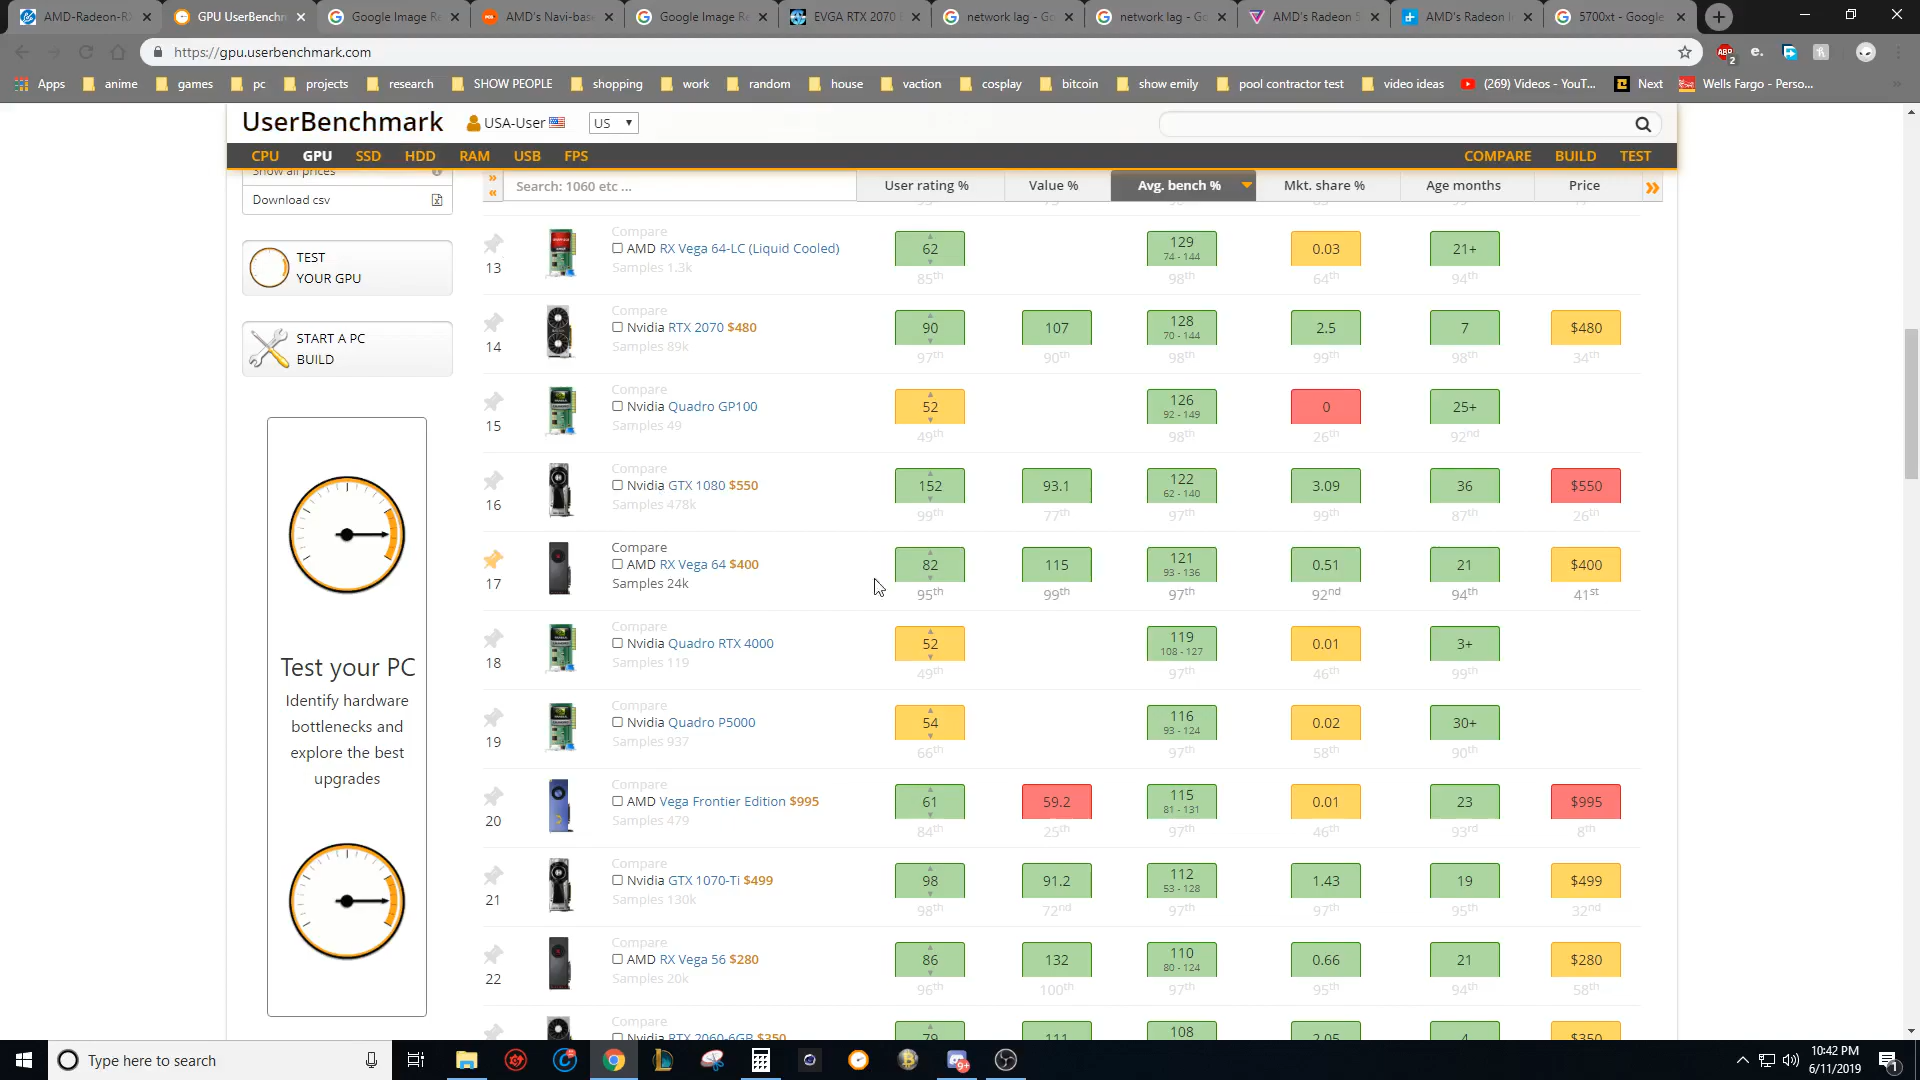 AMD-Radeon-RX
GPU UserBenchm
Google Image Re
AMD's Navi-base
Google Image Re
EVGA RTX 2070
network lag - Go
network lag - Go
AMD's Radeon
AMD's Radeon
5700xt - Google
https://gpu.userbenchmark.com
Apps anime games pc projects research SHOW PEOPLE shopping work random house vaction cosplay bitcoin show emily pool contractor test video ideas (269) Videos - YouT... Next Wells Fargo - Perso...
UserBenchmark USA-User US
CPU GPU SSD HDD RAM USB FPS COMPARE BUILD TEST
Show all prices
Download csv
Search: 1060 etc ... User rating % Value % Avg. bench % Mkt. share % Age months Price
TEST
YOUR GPU
START A PC
BUILD
Test your PC
Identify hardware
bottlenecks and
explore the best
upgrades
Compare
AMD RX Vega 64-LC (Liquid Cooled) 62 129 0.03 21+
74 - 144
13 Samples 1.3k 85th 98th 64th 94th
Compare
Nvidia RTX 2070 $480 90 107 128 2.5 7 $480
70 - 144
14 Samples 89k 97th 90th 98th 99th 98th 34th
Compare
Nvidia Quadro GP100 52 126 0 25+
92 - 149
15 Samples 49 49th 98th 26th 92nd
Compare
Nvidia GTX 1080 $550 152 93.1 122 3.09 36 $550
62 - 140
16 Samples 478k 99th 77th 97th 99th 87th 26th
Compare
AMD RX Vega 64 $400 82 115 121 0.51 21 $400
93 - 136
17 Samples 24k 95th 99th 97th 92nd 94th 41st
Compare
Nvidia Quadro RTX 4000 52 119 0.01 3+
108 - 127
18 Samples 119 49th 97th 46th 99th
Compare
Nvidia Quadro P5000 54 116 0.02 30+
93 - 124
19 Samples 937 66th 97th 58th 90th
Compare
AMD Vega Frontier Edition $995 61 59.2 115 0.01 23 $995
81 - 131
20 Samples 479 84th 25th 97th 46th 93rd 8th
Compare
Nvidia GTX 1070-Ti $499 98 91.2 112 1.43 19 $499
53 - 128
21 Samples 130k 98th 72nd 97th 97th 95th 32nd
Compare
AMD RX Vega 56 $280 86 132 110 0.66 21 $280
80 - 124
22 Samples 20k 96th 100th 97th 95th 94th 58th
Compare
Nvidia RTX 2060-6GB $350 79 111 108 2.05 4 $350
Type here to search
10:42 PM
6/11/2019